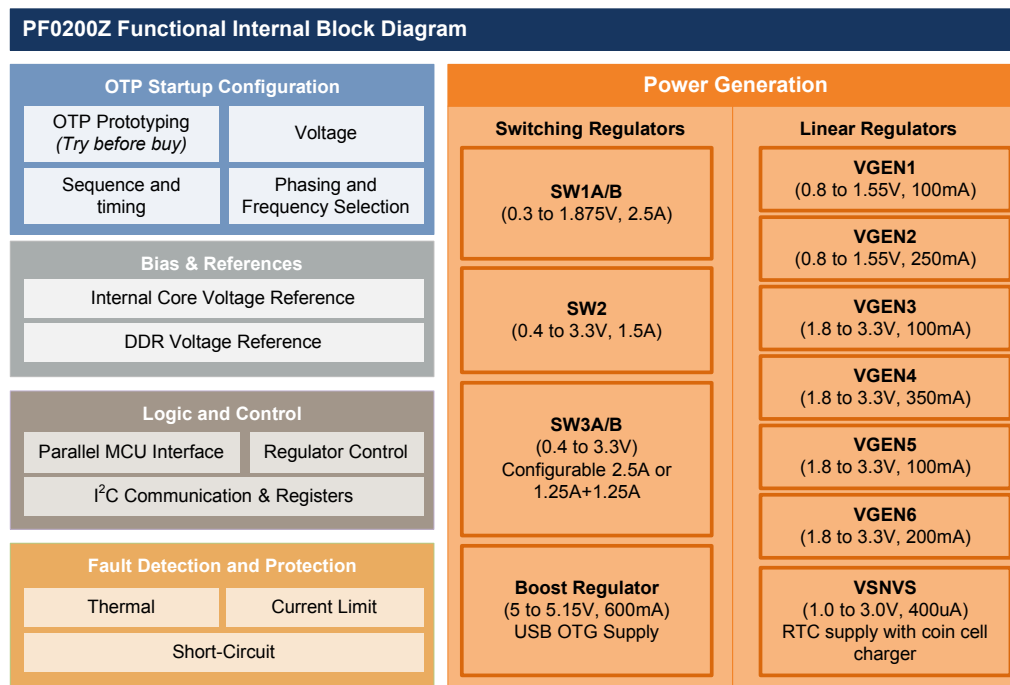 PF0200Z Functional Internal Block Diagram
OTP Startup Configuration
OTP Prototyping
(Try before buy)
Voltage
Sequence and
timing
Phasing and
Frequency Selection
Bias & References
Internal Core Voltage Reference
DDR Voltage Reference
Logic and Control
Parallel MCU Interface
Regulator Control
I²C Communication & Registers
Fault Detection and Protection
Thermal
Current Limit
Short-Circuit
Power Generation
Switching Regulators
SW1A/B
(0.3 to 1.875V, 2.5A)
SW2
(0.4 to 3.3V, 1.5A)
SW3A/B
(0.4 to 3.3V)
Configurable 2.5A or
1.25A+1.25A
Boost Regulator
(5 to 5.15V, 600mA)
USB OTG Supply
Linear Regulators
VGEN1
(0.8 to 1.55V, 100mA)
VGEN2
(0.8 to 1.55V, 250mA)
VGEN3
(1.8 to 3.3V, 100mA)
VGEN4
(1.8 to 3.3V, 350mA)
VGEN5
(1.8 to 3.3V, 100mA)
VGEN6
(1.8 to 3.3V, 200mA)
VSNVS
(1.0 to 3.0V, 400uA)
RTC supply with coin cell
charger